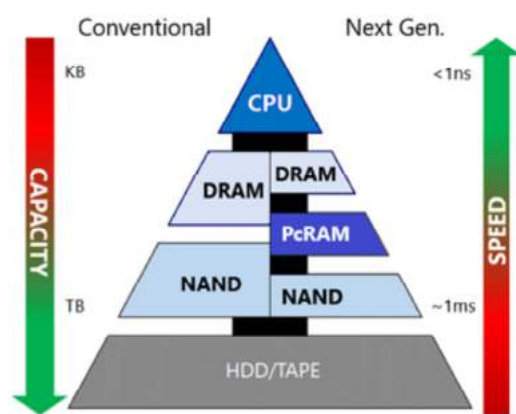 Conventional Next Gen.
KB <1ns
CPU
DRAM DRAM
PcRAM
NAND NAND
TB ~1ms
HDD/TAPE
CAPACITY
SPEED